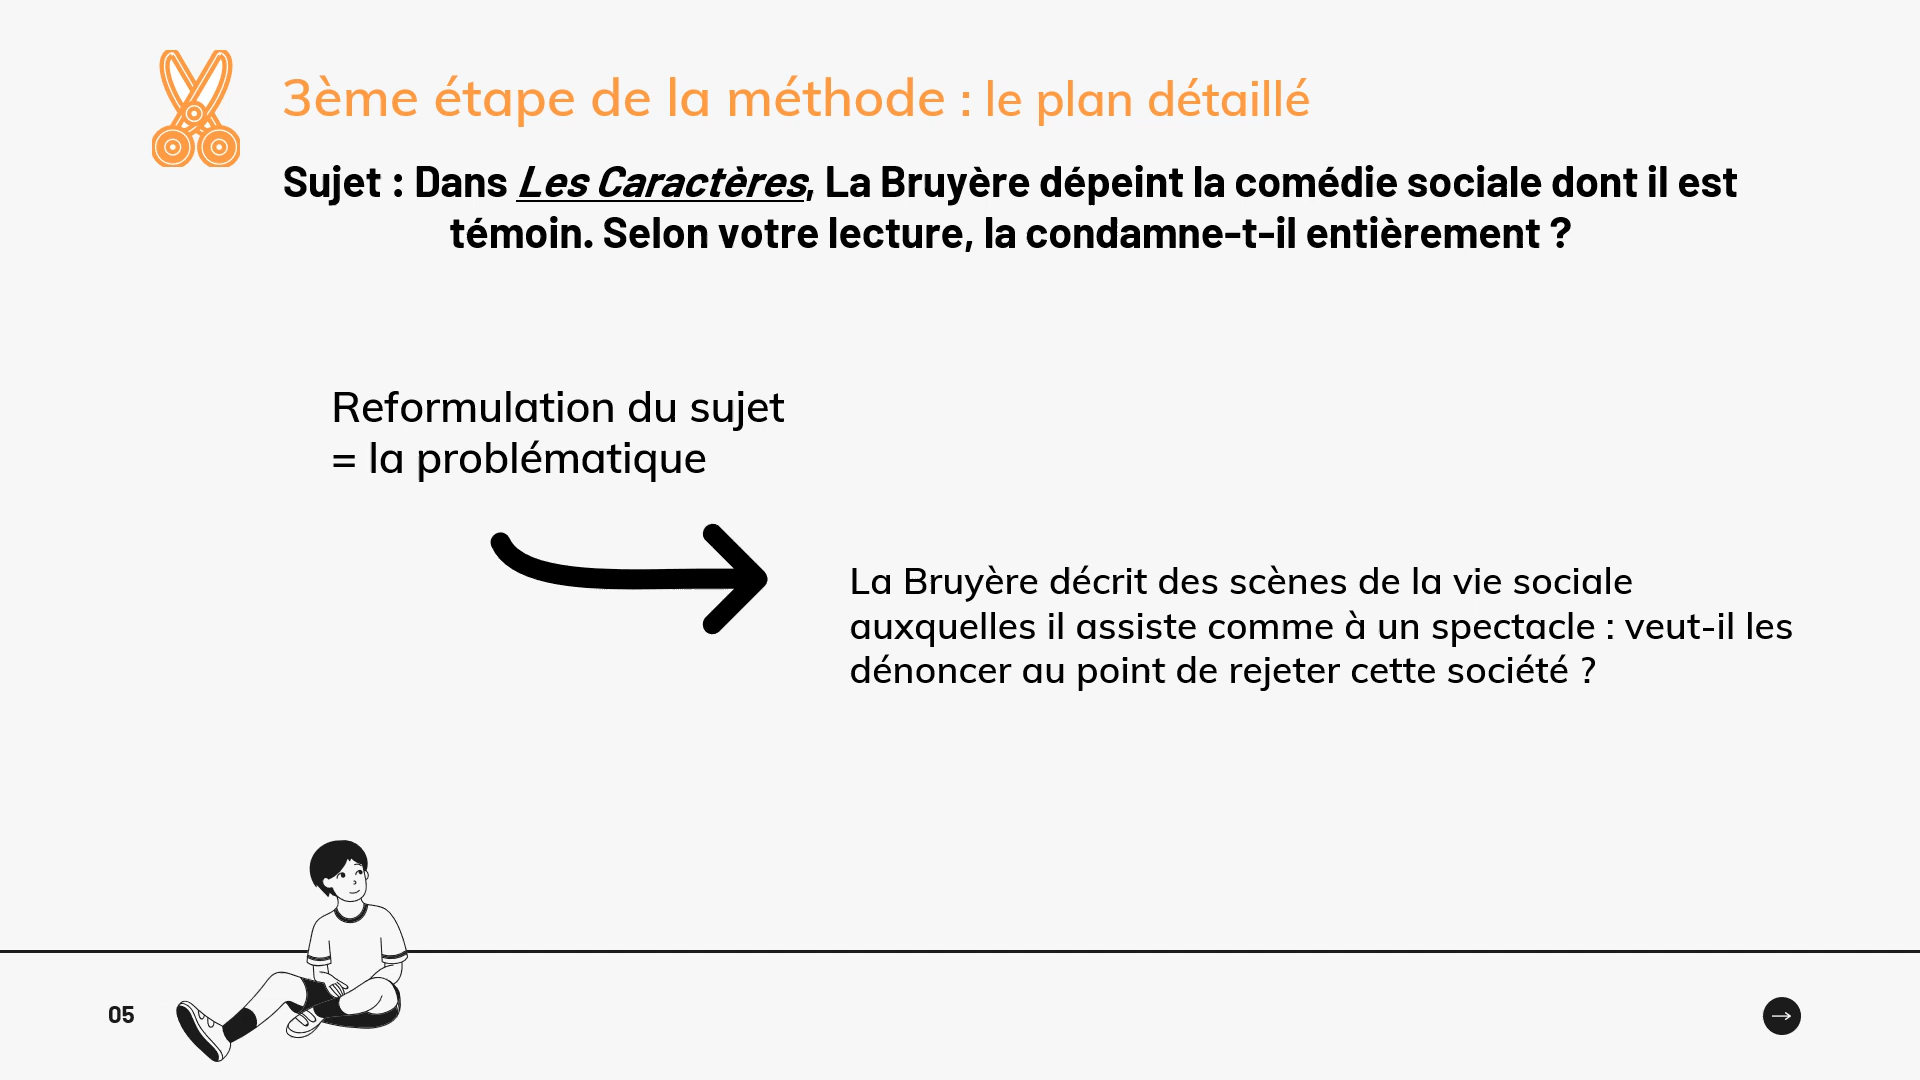 3ème étape de la méthode : le plan détaillé
Sujet : Dans Les Caractères, La Bruyère dépeint la comédie sociale dont il est
témoin. Selon votre lecture, la condamne-t-il entièrement ?
Reformulation du sujet
= la problématique
La Bruyère décrit des scènes de la vie sociale
auxquelles il assiste comme à un spectacle : veut-il les
dénoncer au point de rejeter cette société ?
05